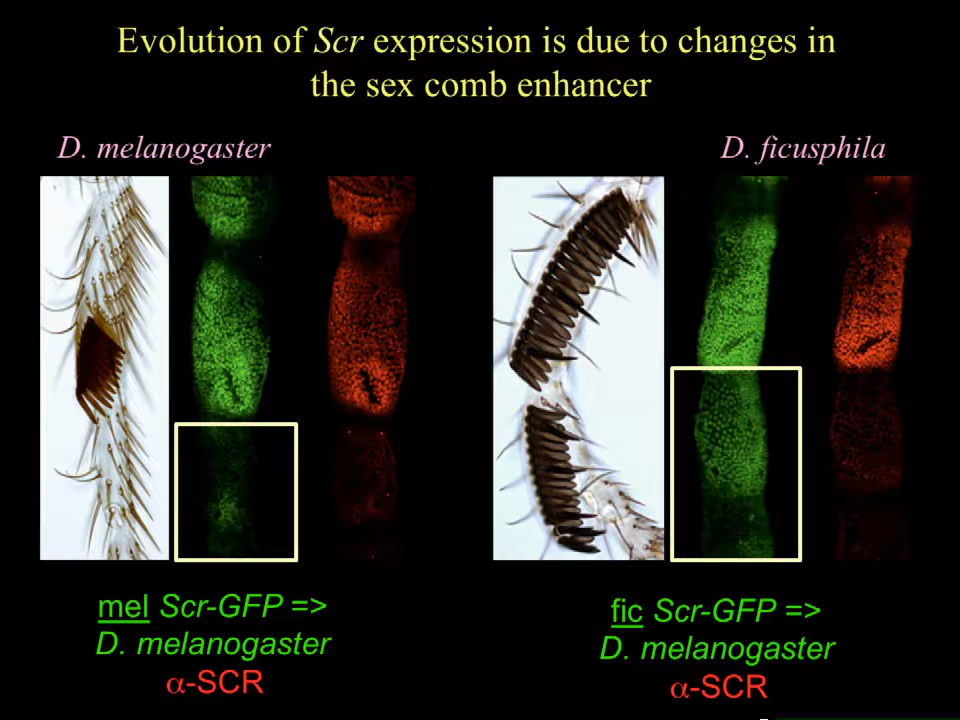 Evolution of Scr expression is due to changes in
the sex comb enhancer
D. melanogaster
D. ficusphila
mel Scr-GFP =>
D. melanogaster
α-SCR
fic Scr-GFP =>
D. melanogaster
α-SCR